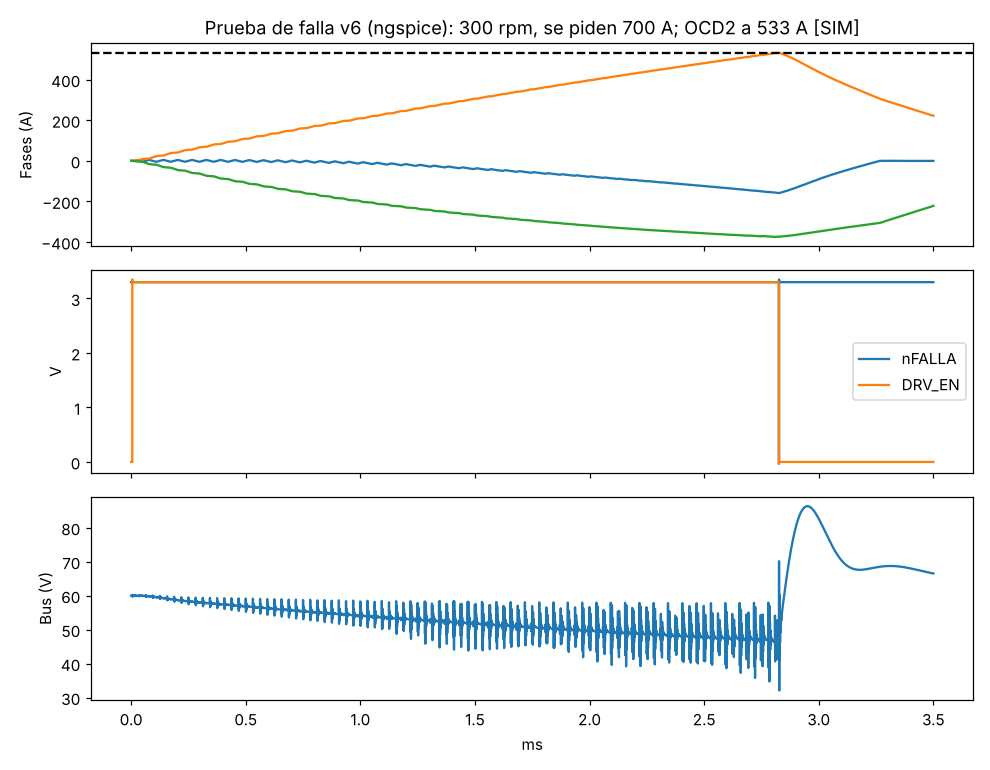 Prueba de falla v6 (ngspice): 300 rpm, se piden 700 A; OCD2 a 533 A [SIM]
Fases (A)
400
200
0
−200
−400
V
3
2
1
0
nFALLA
DRV_EN
Bus (V)
80
70
60
50
40
30
0.0 0.5 1.0 1.5 2.0 2.5 3.0 3.5
ms